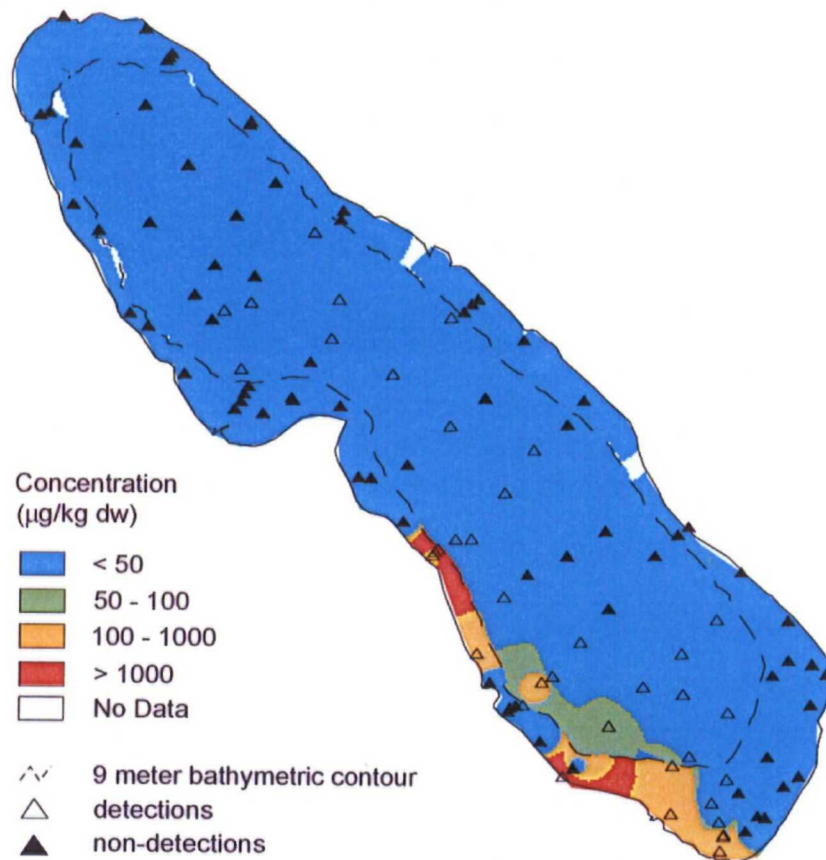 Concentration
(µg/kg dw)
< 50
50 - 100
100 - 1000
> 1000
No Data
9 meter bathymetric contour
detections
non-detections